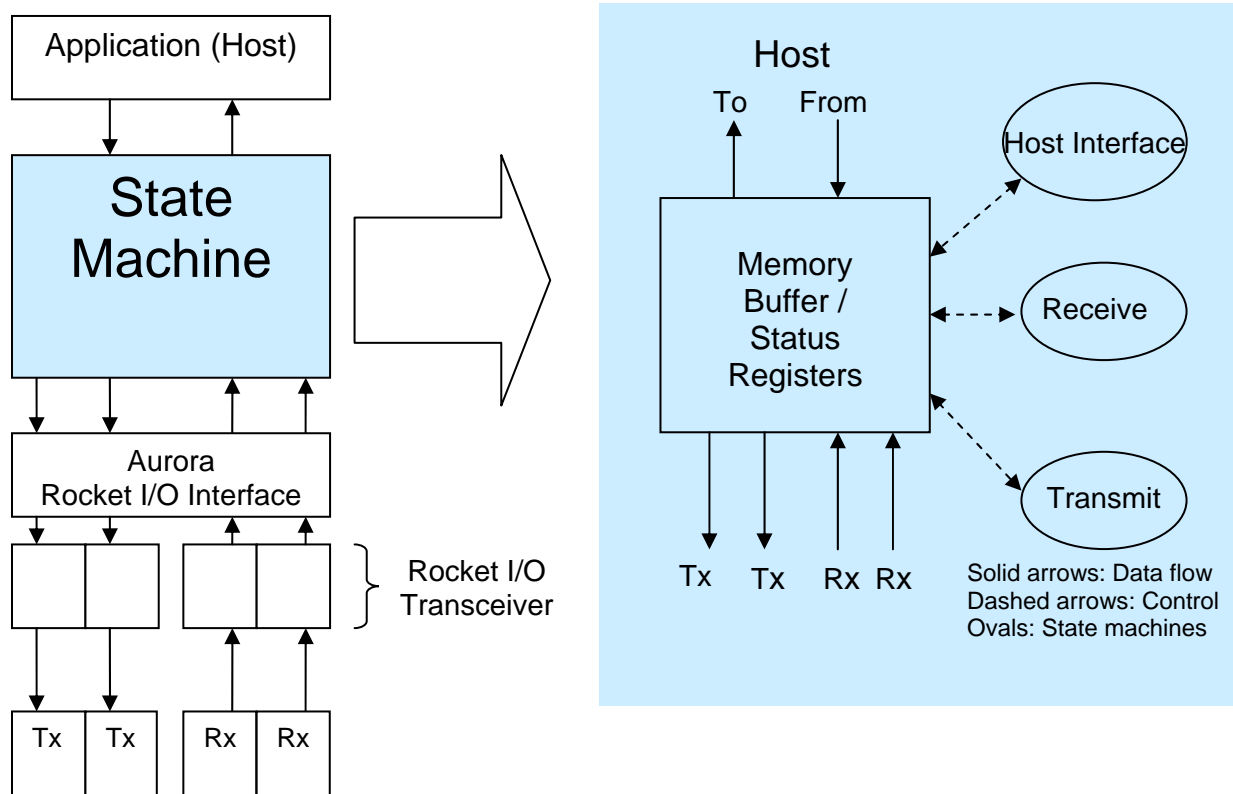 Application (Host)
State
Machine
Aurora
Rocket I/O Interface
Rocket I/O
Transceiver
Tx
Tx
Rx
Rx
Host
To
From
Host Interface
Memory
Buffer /
Status
Registers
Receive
Transmit
Tx
Tx
Rx
Rx
Solid arrows: Data flow
Dashed arrows: Control
Ovals: State machines